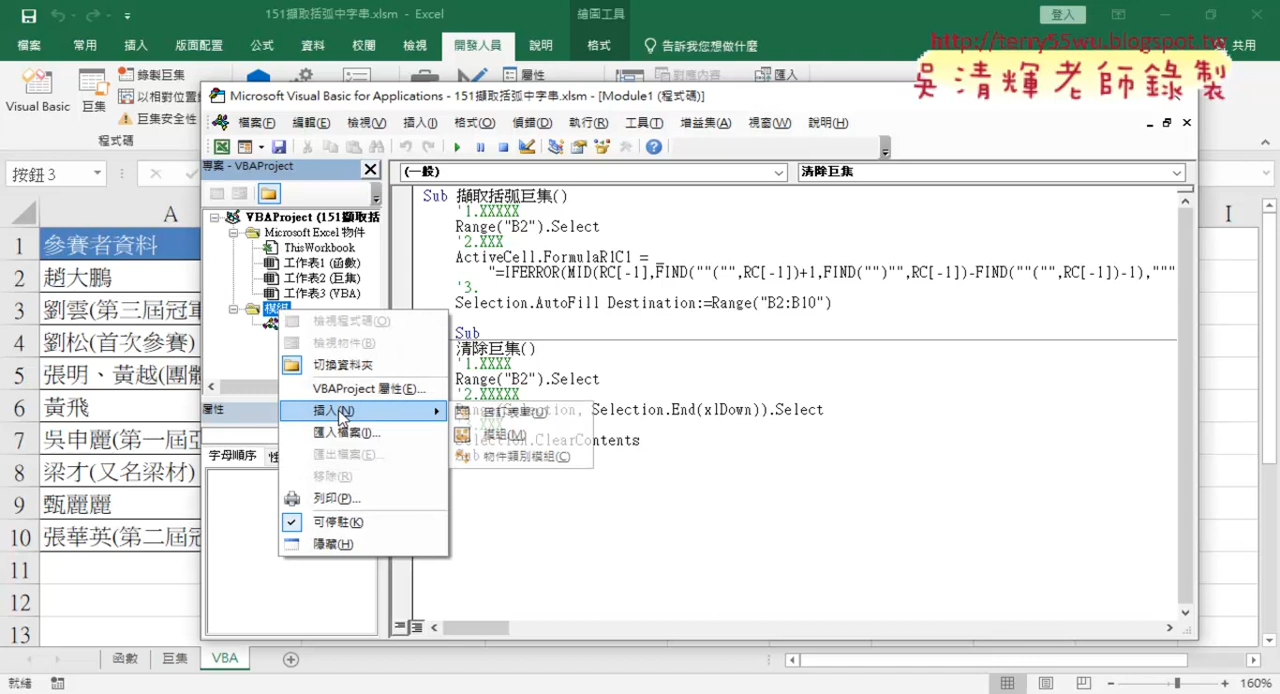 151擷取括弧中字串.xlsm - Excel
繪圖工具
登入
檔案
常用
插入
版面配置
公式
資料
校閱
檢視
開發人員
說明
格式
告訴我您想做什麼
共用
http://terry55wu.blogspot.tw
吳清輝老師錄製
Visual Basic
巨集
錄製巨集
以相對位置
巨集安全性
程式碼
屬性
對應內容
匯入
Microsoft Visual Basic for Applications - 151擷取括弧中字串.xlsm - [Module1 (程式碼)]
檔案(F)
編輯(E)
檢視(V)
插入(I)
格式(O)
偵錯(D)
執行(R)
工具(T)
增益集(A)
視窗(W)
說明(H)
按鈕 3
專案 - VBAProject
(一般)
清除巨集
VBAProject (151擷取括
Microsoft Excel 物件
ThisWorkbook
工作表1 (函數)
工作表2 (巨集)
工作表3 (VBA)
模組
檢視程式碼(O)
檢視物件(B)
切換資料夾
VBAProject 屬性(E)...
插入(N)
匯入檔案(I)...
匯出檔案(E)...
移除(R)
列印(P)...
可停駐(K)
隱藏(H)
自訂表單(U)
模組(M)
物件類別模組(C)
屬性
字母順序
Sub 擷取括弧巨集()
'1.XXXXX
Range("B2").Select
'2.XXX
ActiveCell.FormulaR1C1 = _
"=IFERROR(MID(RC[-1],FIND(""("",RC[-1])+1,FIND("")"",RC[-1])-FIND(""("",RC[-1])-1),"""
'3.
Selection.AutoFill Destination:=Range("B2:B10")
Sub
清除巨集()
'1.XXXX
Range("B2").Select
'2.XXXXX
Selection, Selection.End(xlDown)).Select
Selection.ClearContents
Sub
A
I
1 參賽者資料
2 趙大鵬
3 劉雲(第三屆冠軍
4 劉松(首次參賽)
5 張明、黃越(團體
6 黃飛
7 吳申麗(第一屆亞
8 梁才(又名梁材)
9 甄麗麗
10 張華英(第二屆冠
11
12
13
函數
巨集
VBA
就緒
160%